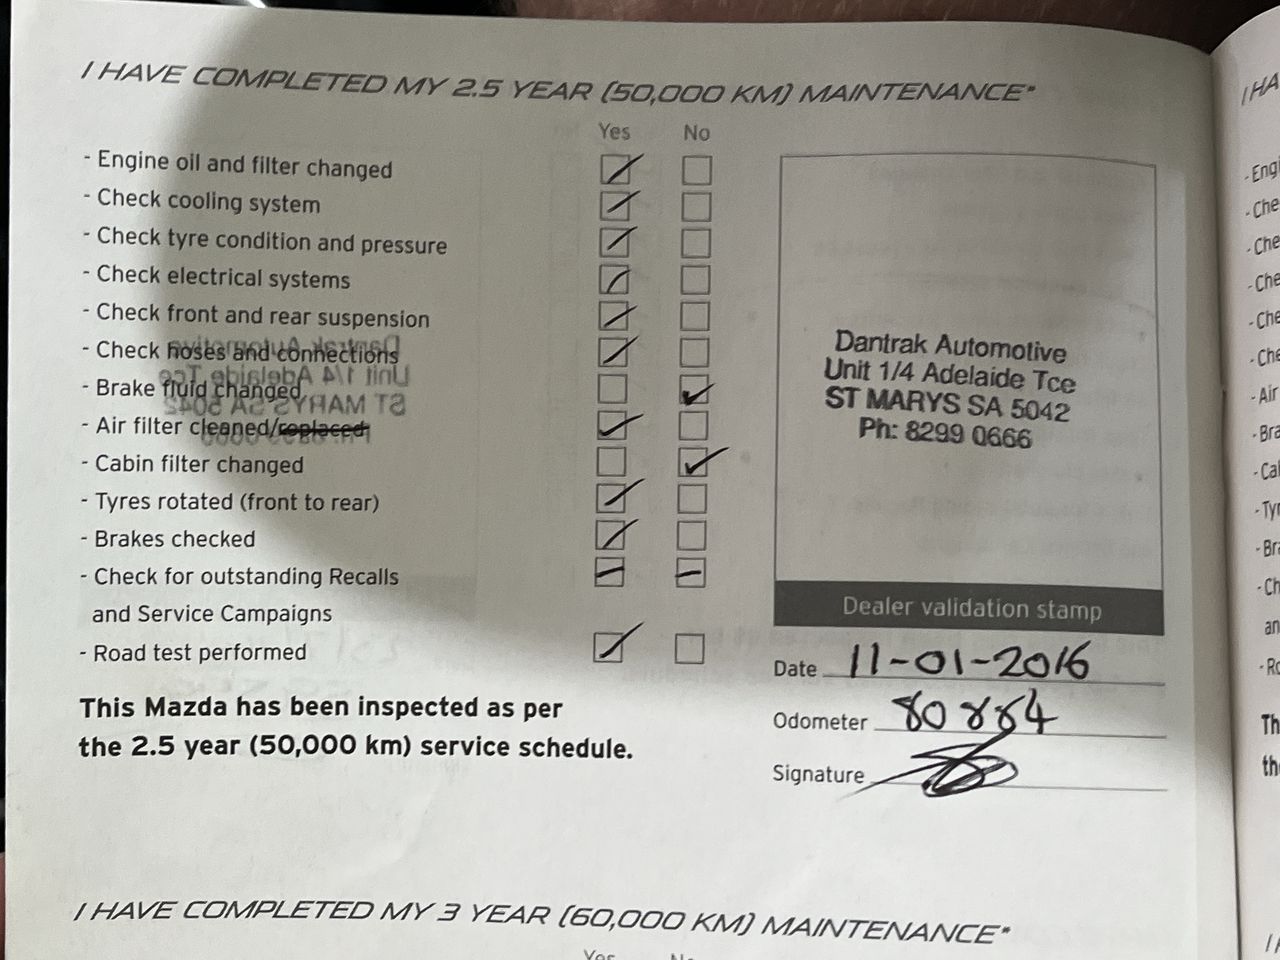 I HAVE COMPLETED MY 2.5 YEAR (50,000 KM) MAINTENANCE*
Yes No
- Engine oil and filter changed
- Check cooling system
- Check tyre condition and pressure
- Check electrical systems
- Check front and rear suspension
- Check hoses and connections
- Brake fluid changed
- Air filter cleaned/replaced
- Cabin filter changed
- Tyres rotated (front to rear)
- Brakes checked
- Check for outstanding Recalls
and Service Campaigns
- Road test performed
This Mazda has been inspected as per
the 2.5 year (50,000 km) service schedule.
Dantrak Automotive
Unit 1/4 Adelaide Tce
ST MARYS SA 5042
Ph: 8299 0666
Dealer validation stamp
Date 11-01-2016
Odometer 80884
Signature
I HAVE COMPLETED MY 3 YEAR (60,000 KM) MAINTENANCE*
Yes No